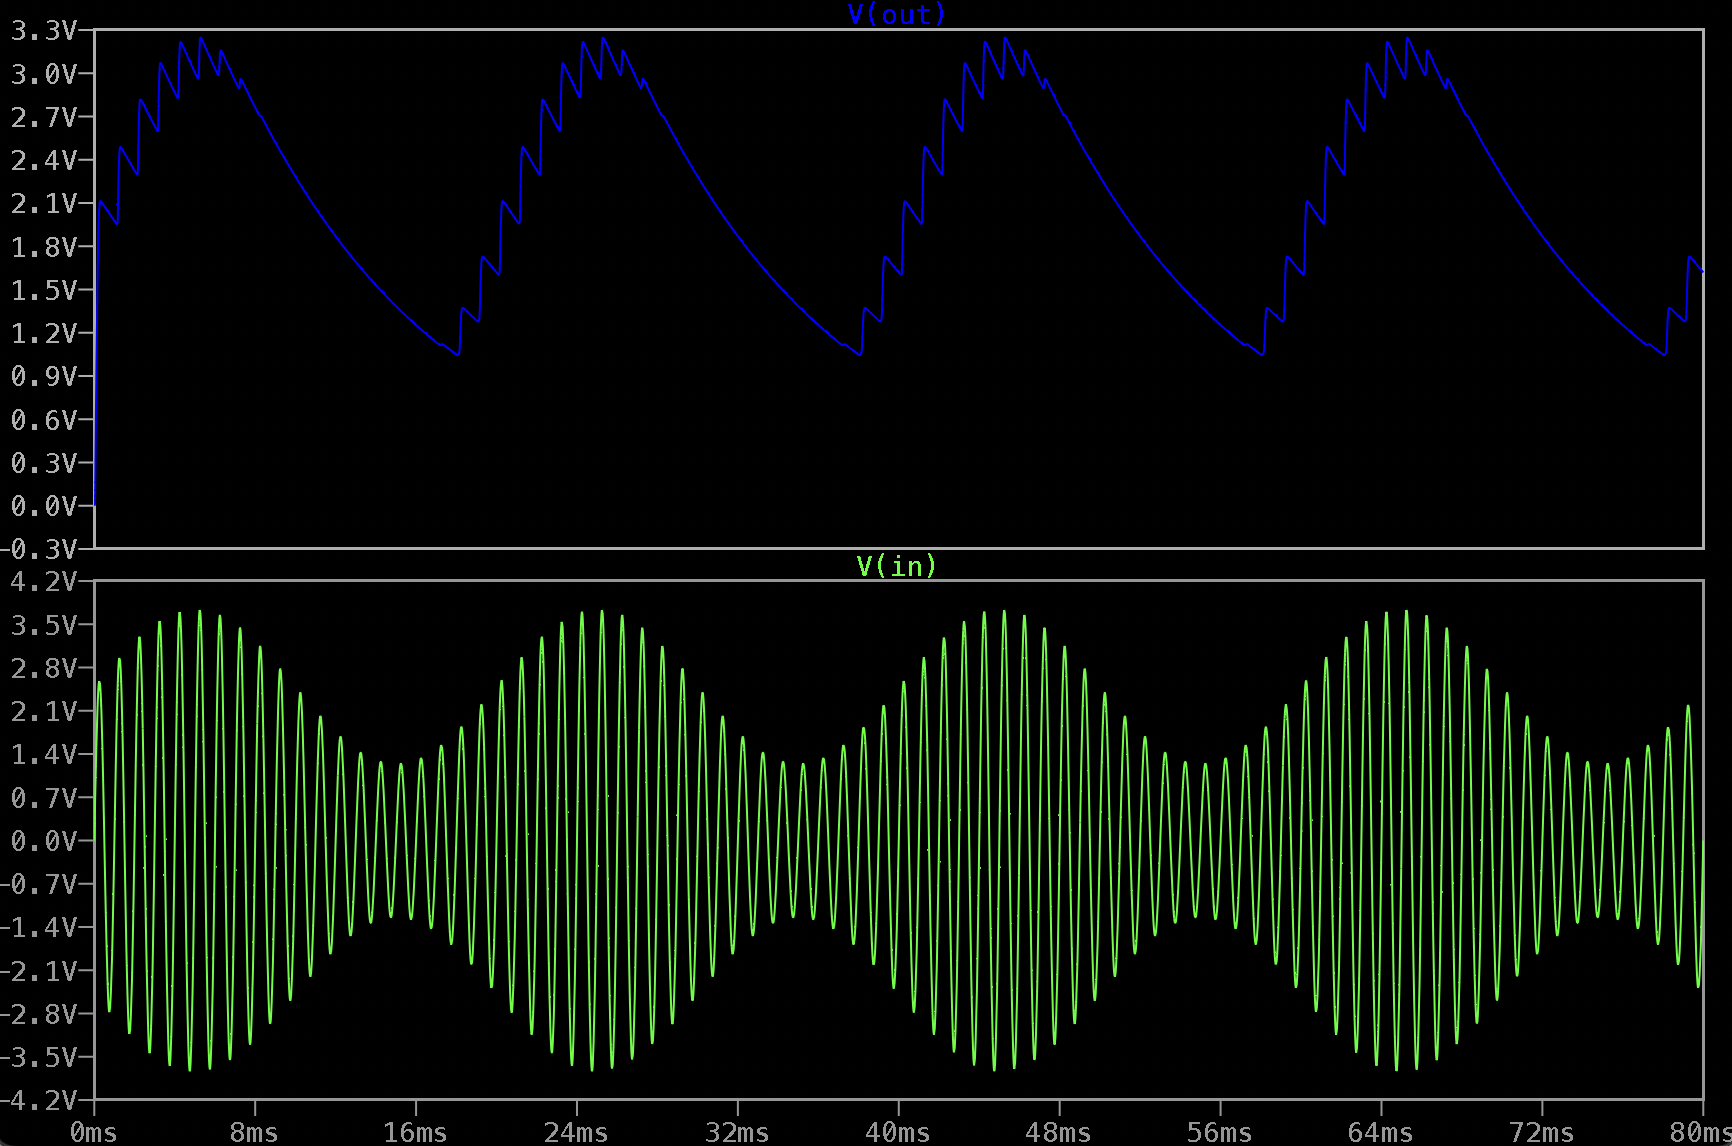 V(out)
3.3V
3.0V
2.7V
2.4V
2.1V
1.8V
1.5V
1.2V
0.9V
0.6V
0.3V
0.0V
-0.3V
V(in)
4.2V
3.5V
2.8V
2.1V
1.4V
0.7V
0.0V
-0.7V
-1.4V
-2.1V
-2.8V
-3.5V
-4.2V
0ms 8ms 16ms 24ms 32ms 40ms 48ms 56ms 64ms 72ms 80ms